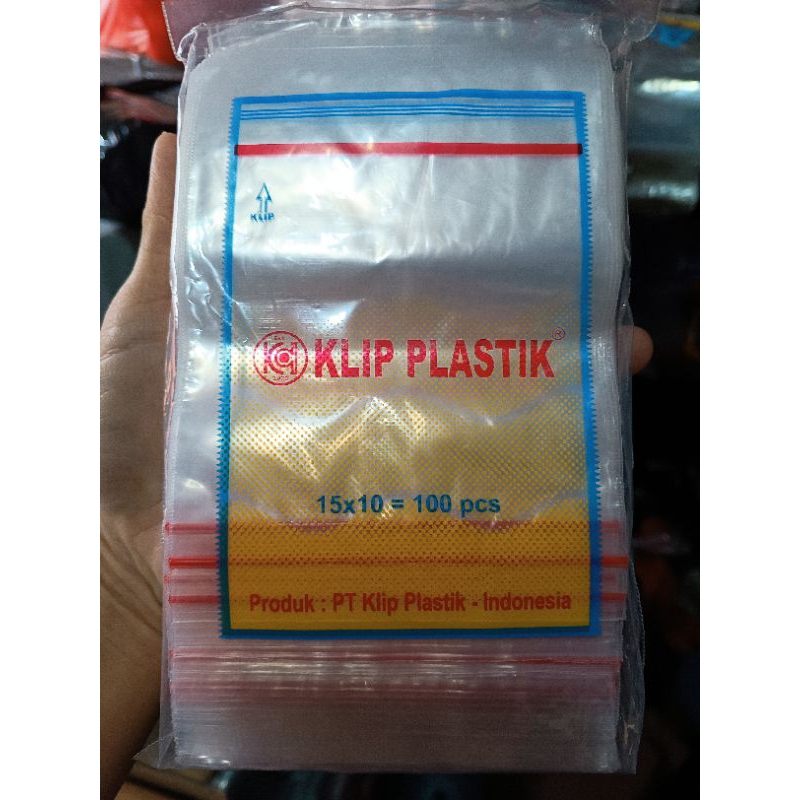 KLIP
KLIP PLASTIK®
15x10 = 100 pcs
Produk : PT Klip Plastik - Indonesia